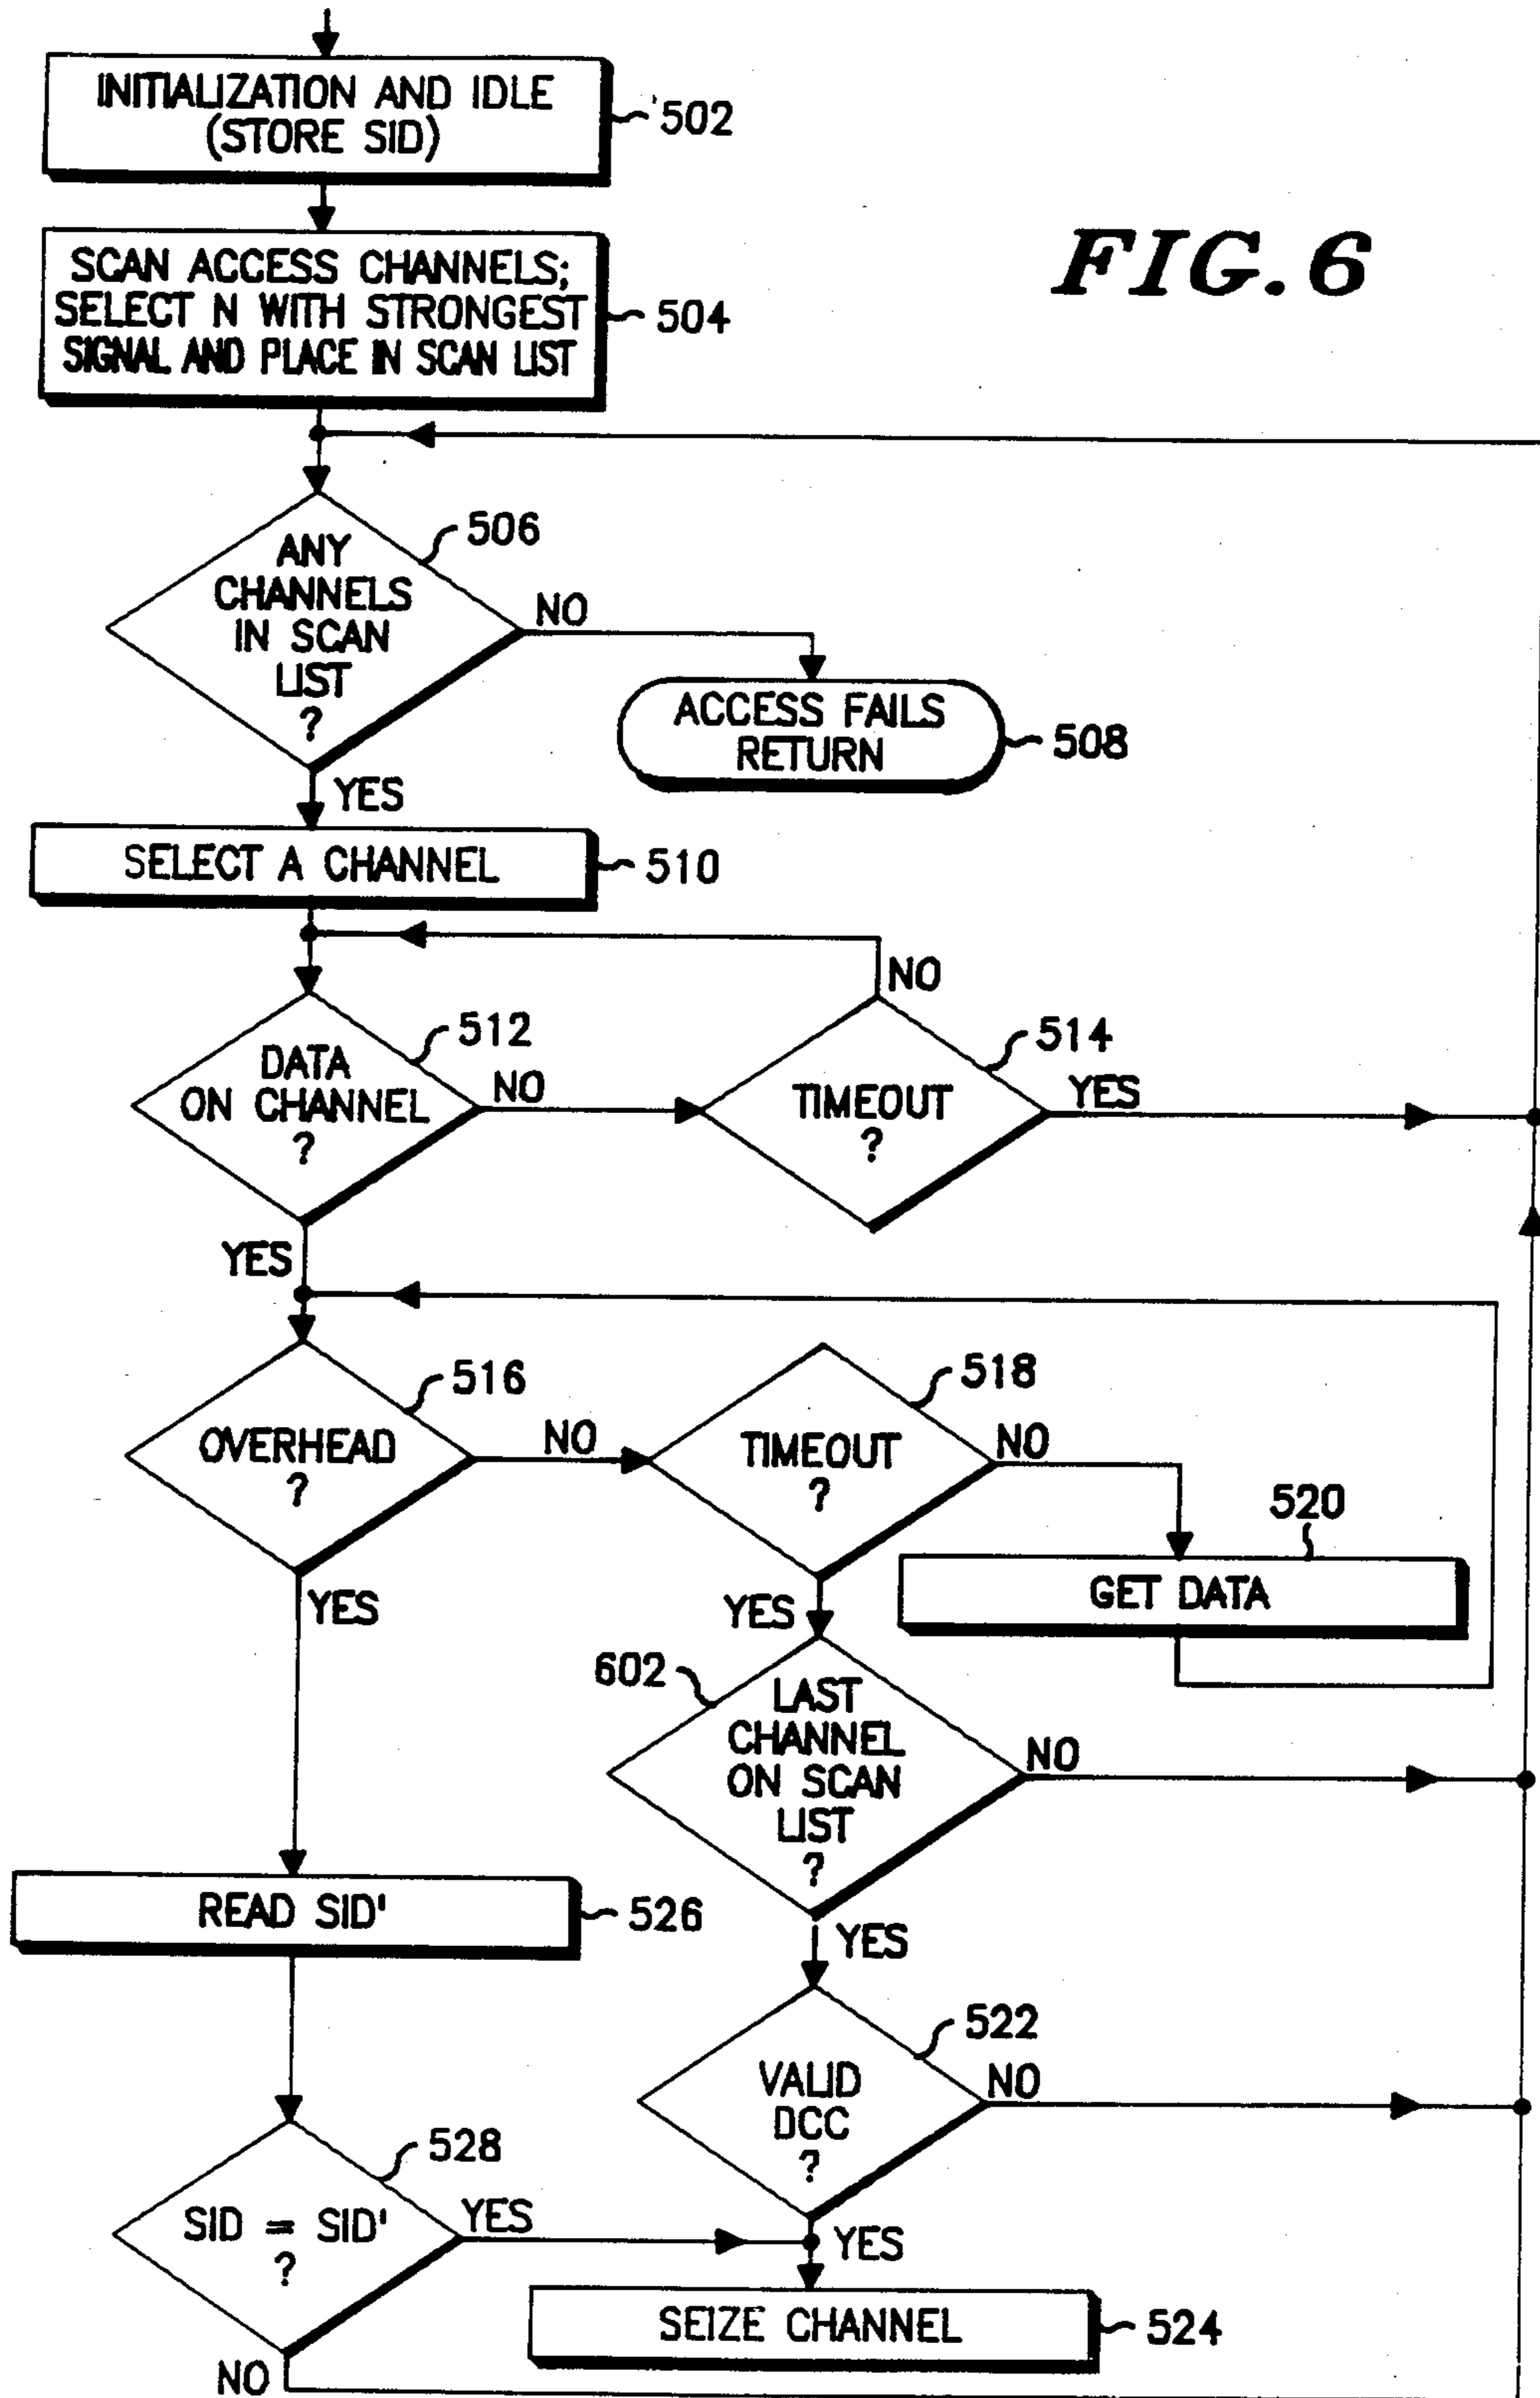 INITIALIZATION AND IDLE
(STORE SID)
502
FIG. 6
SCAN ACCESS CHANNELS;
SELECT N WITH STRONGEST
SIGNAL AND PLACE IN SCAN LIST
504
506
ANY
CHANNELS
IN SCAN
LIST
?
NO
ACCESS FAILS
RETURN
508
YES
SELECT A CHANNEL
510
NO
512
514
DATA
ON CHANNEL
?
NO
TIMEOUT
?
YES
YES
516
518
OVERHEAD
?
NO
TIMEOUT
?
NO
520
GET DATA
YES
YES
602
LAST
CHANNEL
ON SCAN
LIST
?
NO
READ SID'
526
YES
522
VALID
DCC
?
NO
528
SID = SID'
?
YES
YES
SEIZE CHANNEL
524
NO